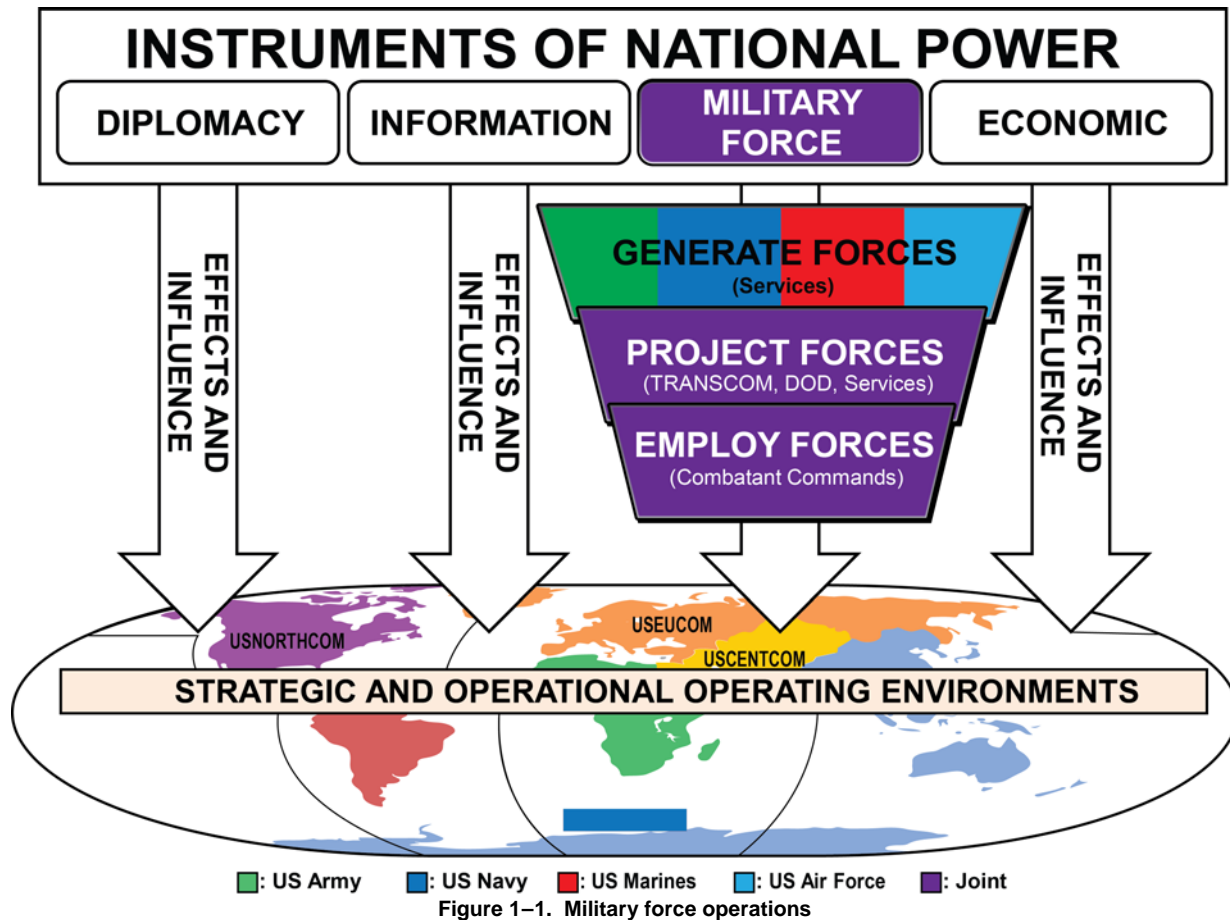 INSTRUMENTS OF NATIONAL POWER
DIPLOMACY
INFORMATION
MILITARY
FORCE
ECONOMIC
EFFECTS AND
INFLUENCE
EFFECTS AND
INFLUENCE
GENERATE FORCES
(Services)
PROJECT FORCES
(TRANSCOM, DOD, Services)
EMPLOY FORCES
(Combatant Commands)
EFFECTS AND
INFLUENCE
USNORTHCOM
USEUCOM
USCENTCOM
STRATEGIC AND OPERATIONAL OPERATING ENVIRONMENTS
: US Army : US Navy : US Marines : US Air Force : Joint
Figure 1–1. Military force operations